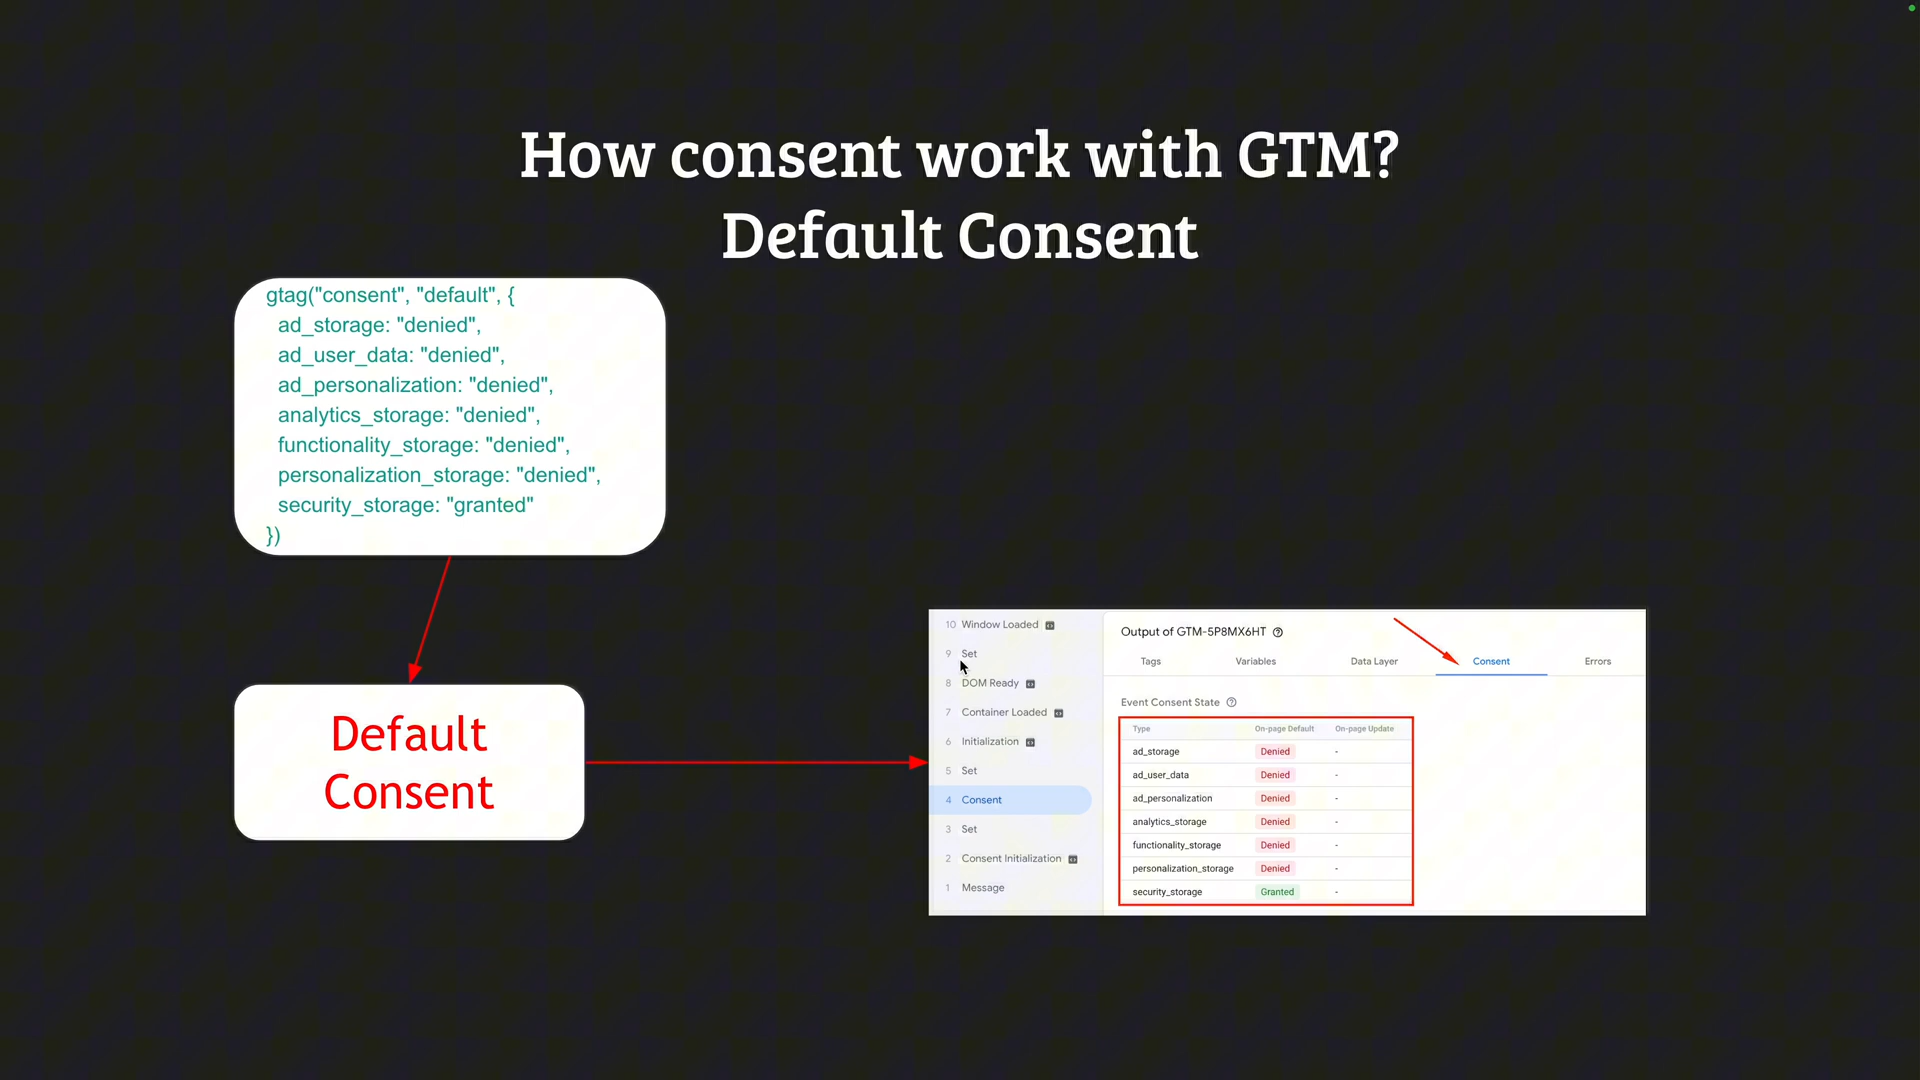 How consent work with GTM?
Default Consent
gtag("consent", "default", {
ad_storage: "denied",
ad_user_data: "denied",
ad_personalization: "denied",
analytics_storage: "denied",
functionality_storage: "denied",
personalization_storage: "denied",
security_storage: "granted"
})
Default
Consent
10 Window Loaded
9 Set
8 DOM Ready
7 Container Loaded
6 Initialization
5 Set
4 Consent
3 Set
2 Consent Initialization
1 Message
Output of GTM-5P8MX6HT
Tags Variables Data Layer Consent Errors
Event Consent State
Type On-page Default On-page Update
ad_storage Denied -
ad_user_data Denied -
ad_personalization Denied -
analytics_storage Denied -
functionality_storage Denied -
personalization_storage Denied -
security_storage Granted -